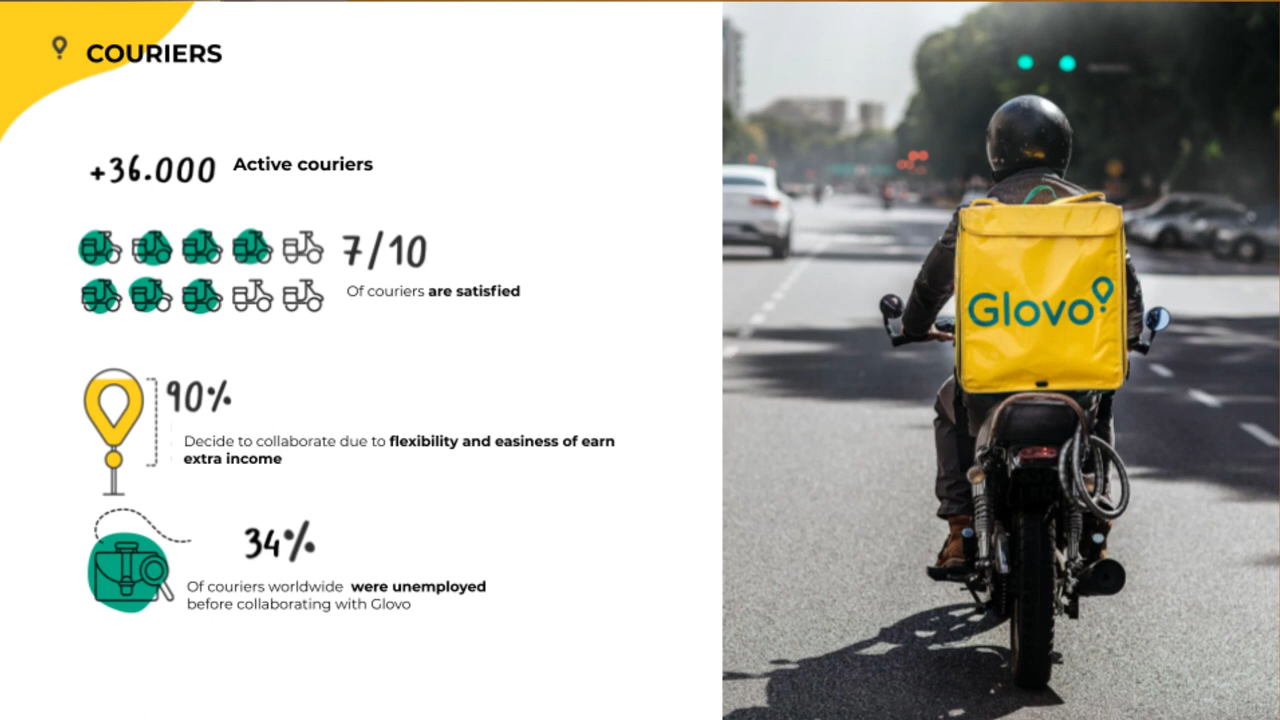 COURIERS
+36.000 Active couriers
7/10
Of couriers are satisfied
90%
Decide to collaborate due to flexibility and easiness of earn
extra income
34%
Of couriers worldwide were unemployed
before collaborating with Glovo
Glovo